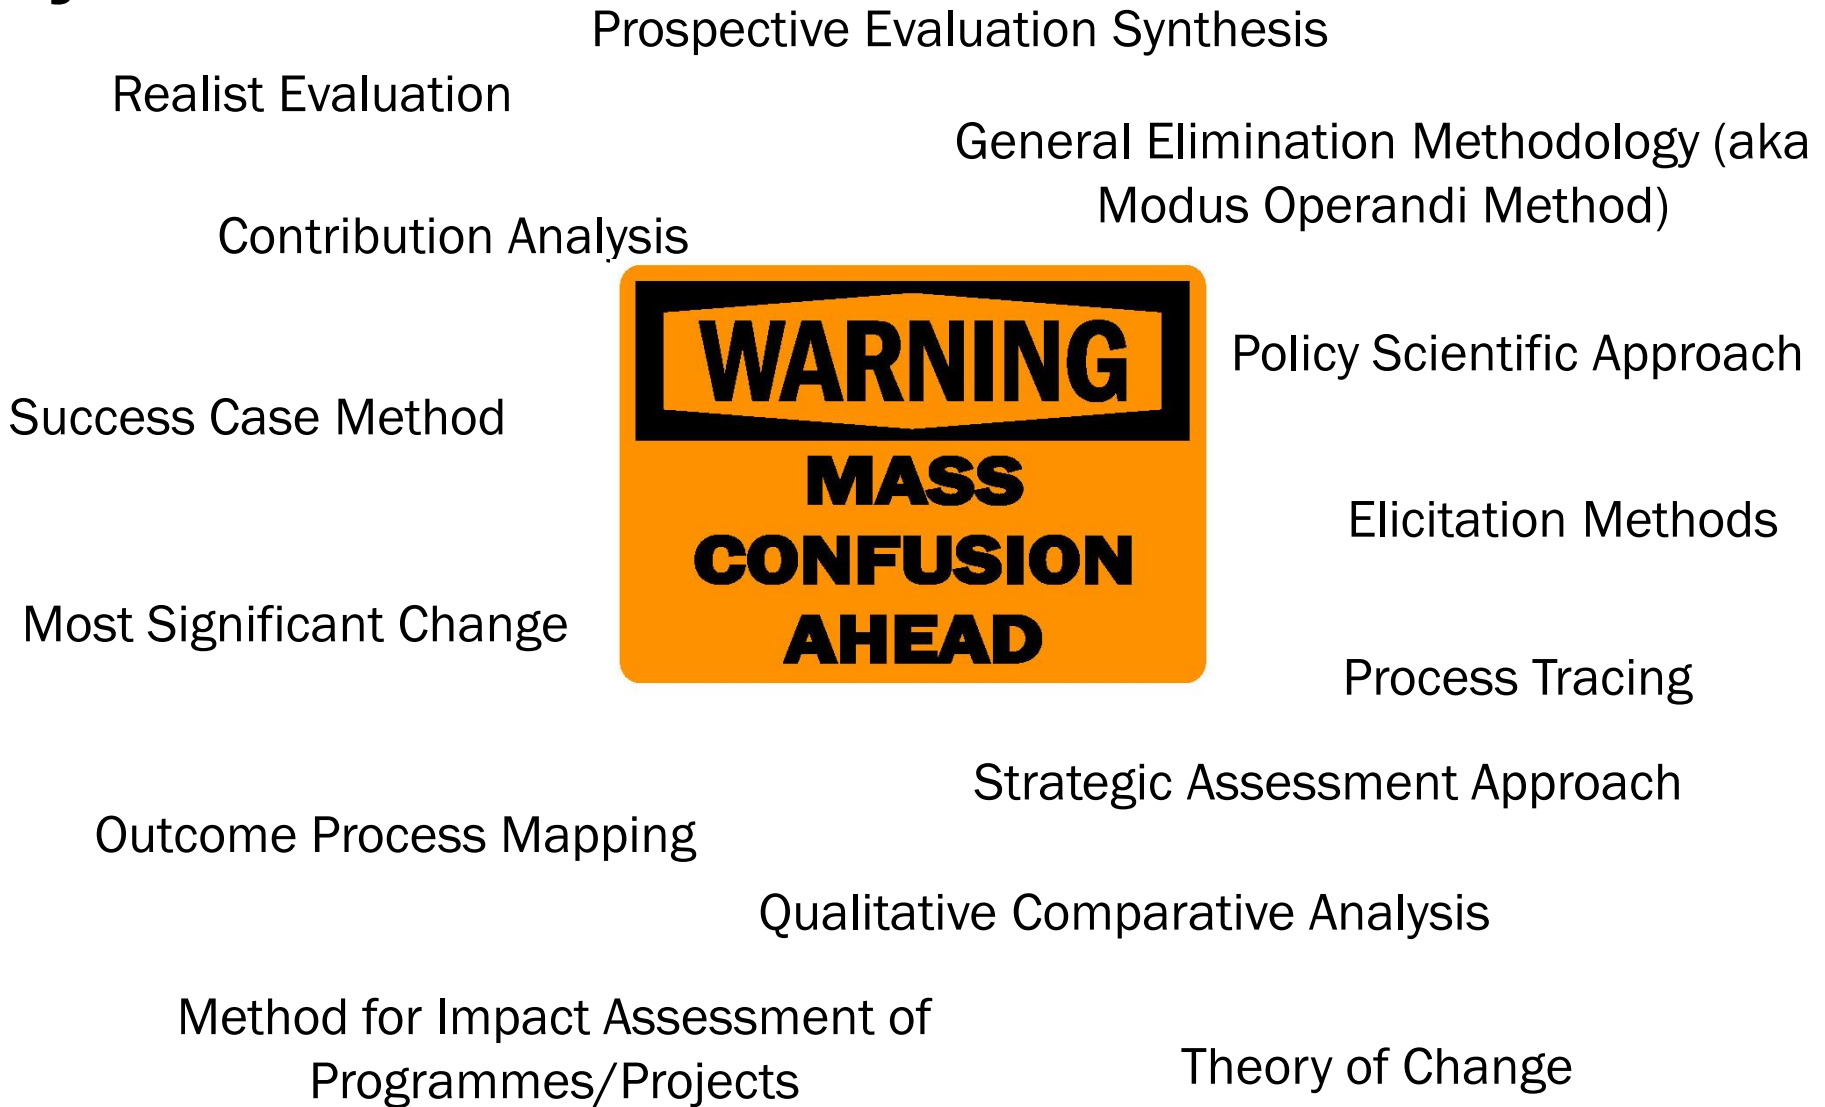 Prospective Evaluation Synthesis
Realist Evaluation
General Elimination Methodology (aka
Modus Operandi Method)
Contribution Analysis
WARNING
MASS
CONFUSION
AHEAD
Policy Scientific Approach
Success Case Method
Elicitation Methods
Most Significant Change
Process Tracing
Strategic Assessment Approach
Outcome Process Mapping
Qualitative Comparative Analysis
Method for Impact Assessment of
Programmes/Projects
Theory of Change